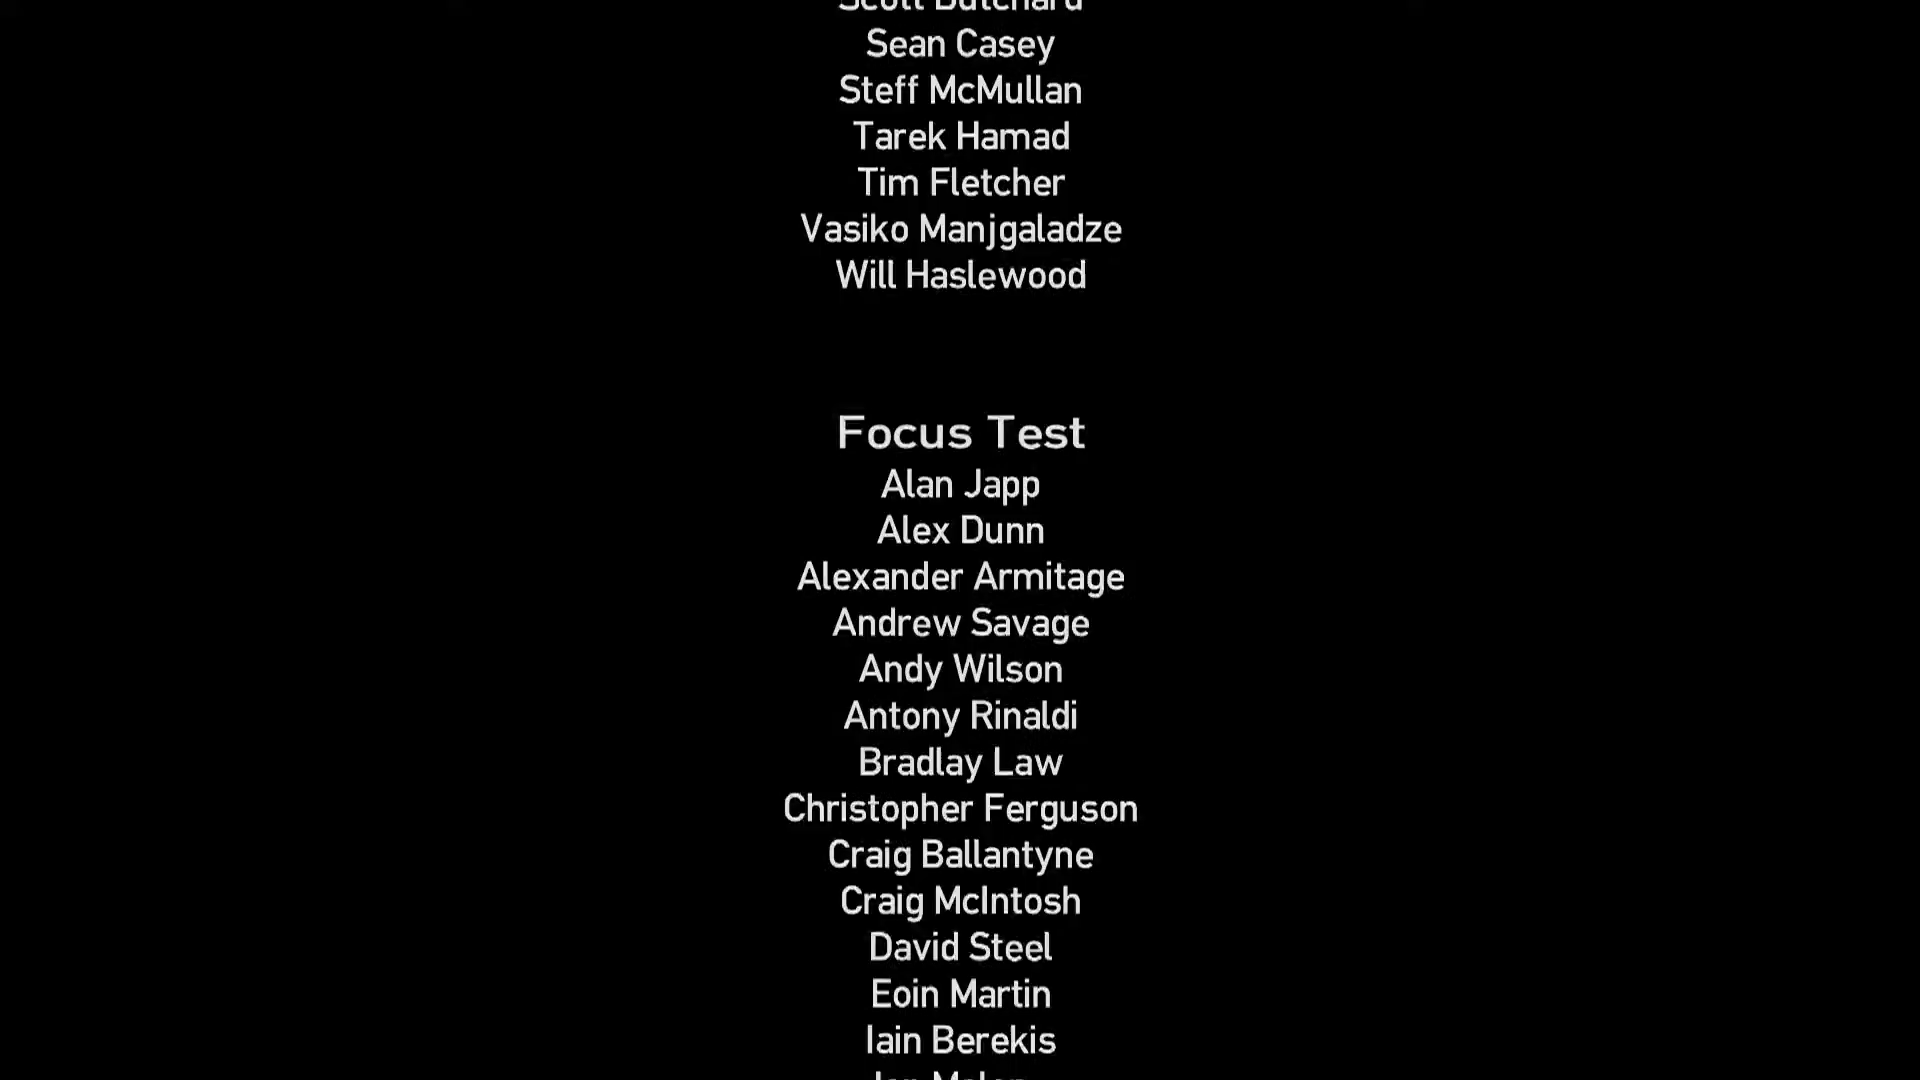 Scott Butchard
Sean Casey
Steff McMullan
Tarek Hamad
Tim Fletcher
Vasiko Manjgaladze
Will Haslewood
Focus Test
Alan Japp
Alex Dunn
Alexander Armitage
Andrew Savage
Andy Wilson
Antony Rinaldi
Bradlay Law
Christopher Ferguson
Craig Ballantyne
Craig McIntosh
David Steel
Eoin Martin
Iain Berekis